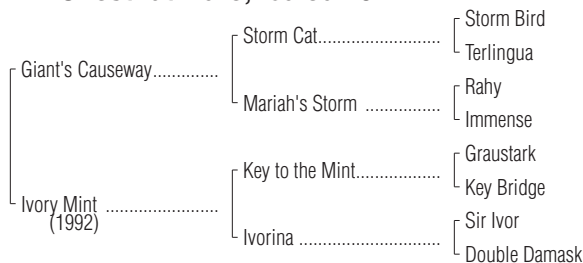 Storm Bird
Storm Cat........................
Terlingua
Giant's Causeway.............
Rahy
Mariah's Storm ...............
Immense
Graustark
Key to the Mint.................
Key Bridge
Ivory Mint ......................
(1992)
Sir Ivor
Ivorina ............................
Double Damask